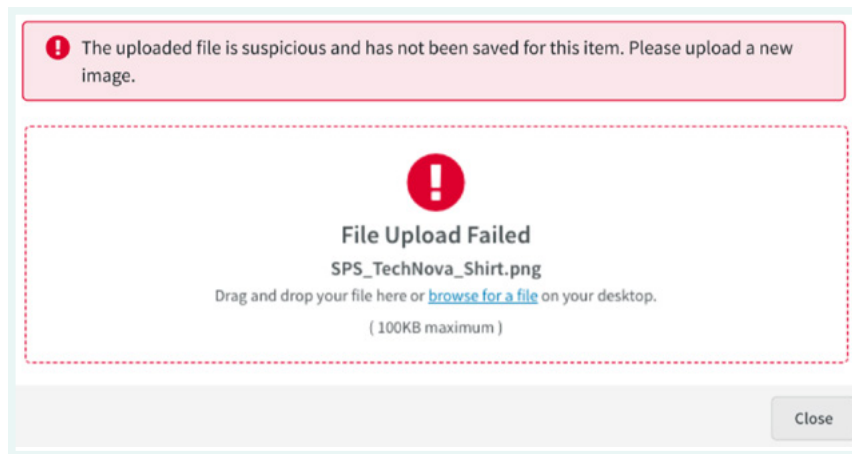 The uploaded file is suspicious and has not been saved for this item. Please upload a new
image.
File Upload Failed
SPS_TechNova_Shirt.png
Drag and drop your file here or browse for a file on your desktop.
( 100KB maximum )
Close